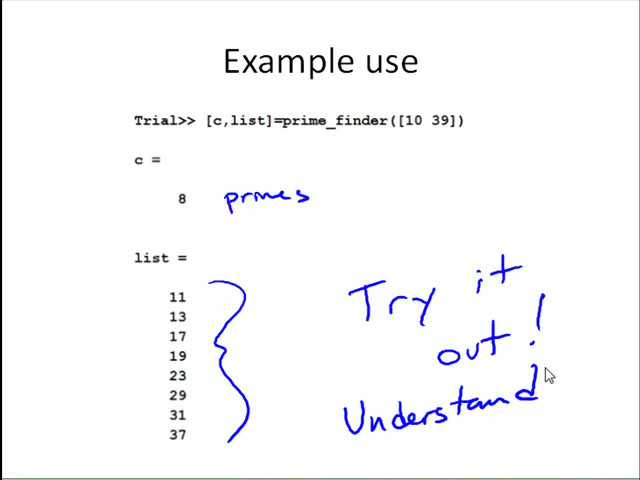 Example use
Trial>> [c,list]=prime_finder([10 39])
c =
8 primes
list =
11
13
17
19
23
29
31
37
Try it
out!
Understand